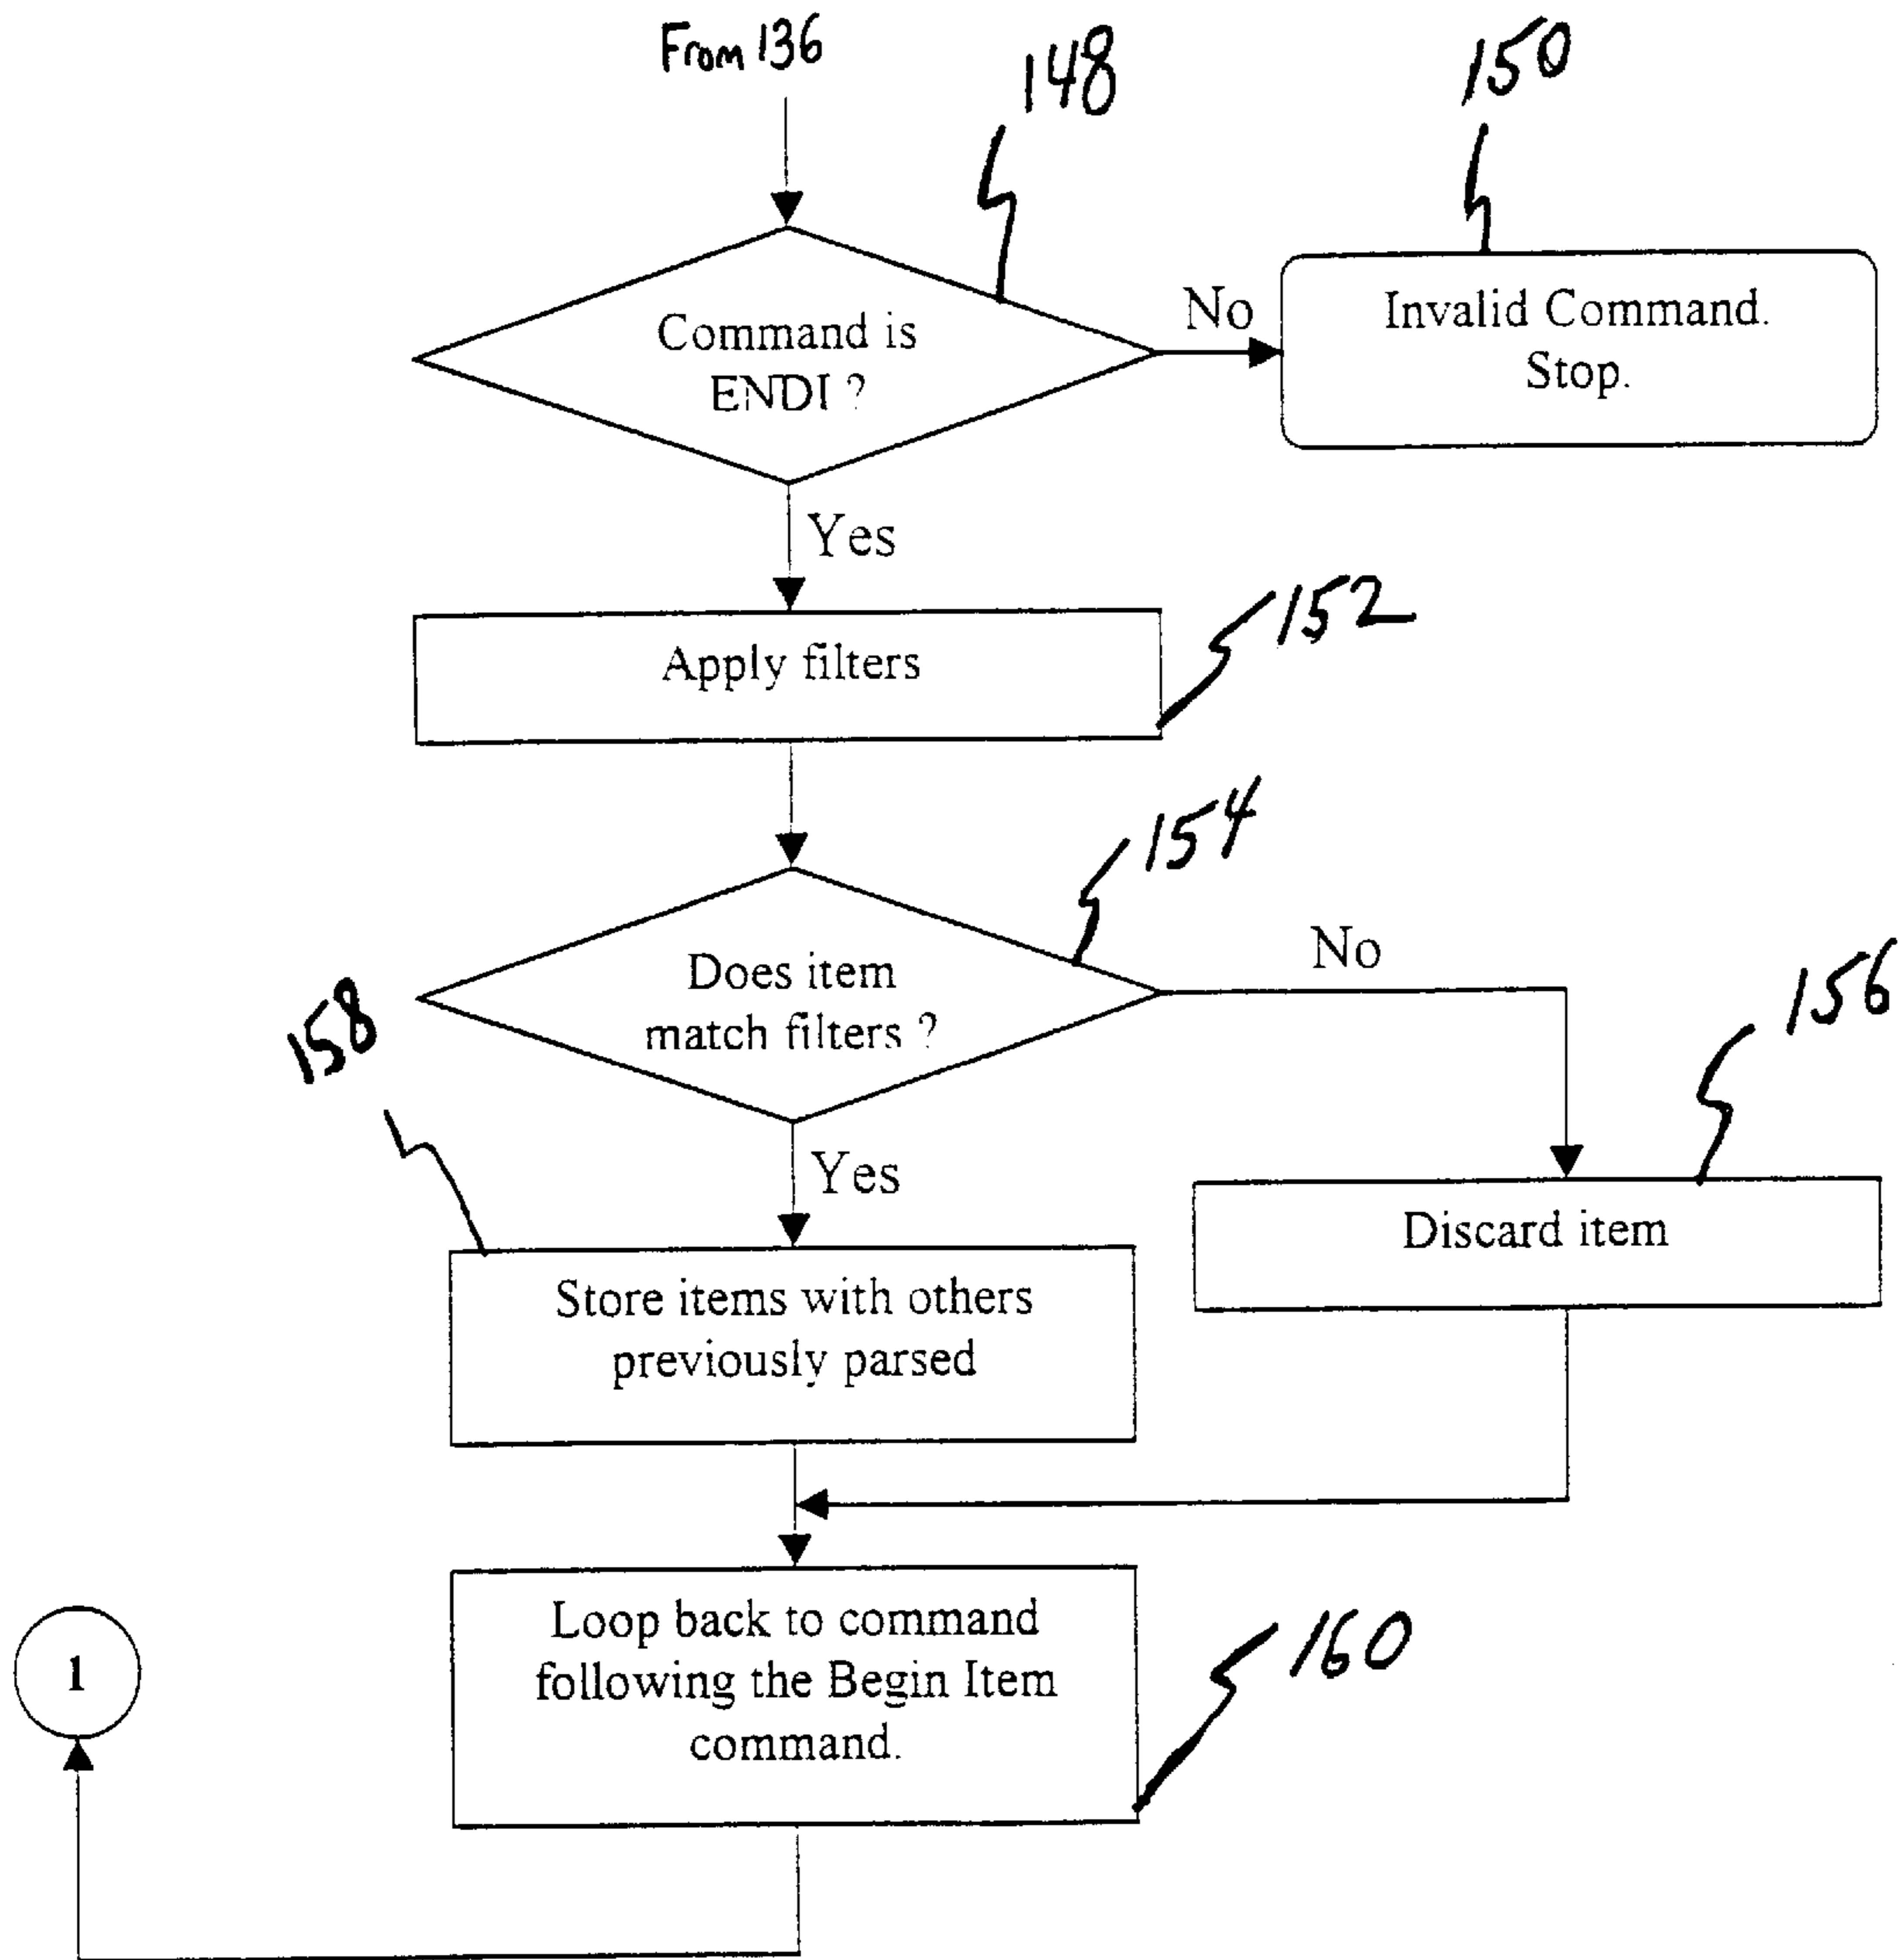 From 136
148
150
Command is
ENDI ?
No
Invalid Command.
Stop.
Yes
Apply filters
152
154
Does item
match filters ?
No
156
158
Yes
Store items with others
previously parsed
Discard item
Loop back to command
following the Begin Item
command.
160
1